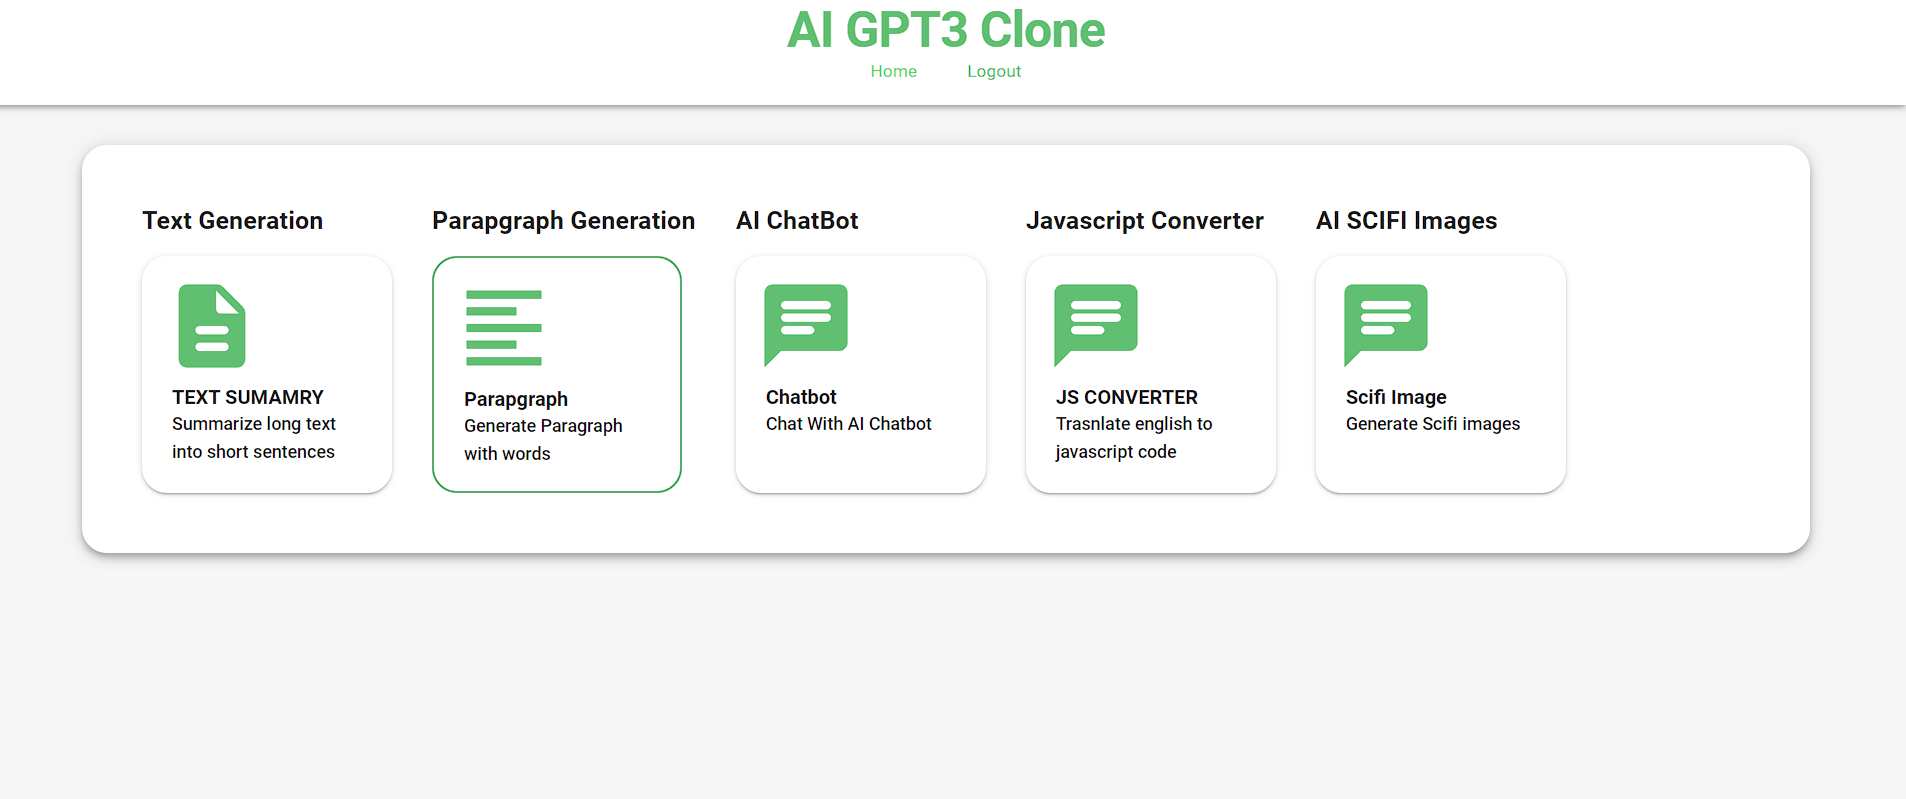 AI GPT3 Clone
Home Logout
Text Generation
TEXT SUMAMRY
Summarize long text
into short sentences
Parapgraph Generation
Parapgraph
Generate Paragraph
with words
AI ChatBot
Chatbot
Chat With AI Chatbot
Javascript Converter
JS CONVERTER
Trasnlate english to
javascript code
AI SCIFI Images
Scifi Image
Generate Scifi images